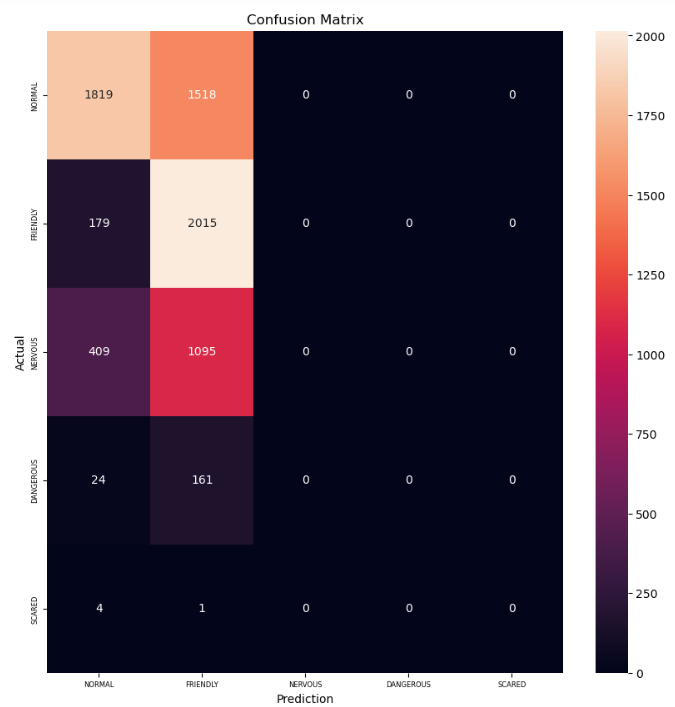 Confusion Matrix
NORMAL 1819 1518 0 0 0
FRIENDLY 179 2015 0 0 0
NERVOUS 409 1095 0 0 0
DANGEROUS 24 161 0 0 0
SCARED 4 1 0 0 0
Actual
NORMAL FRIENDLY NERVOUS DANGEROUS SCARED
Prediction
2000
1750
1500
1250
1000
750
500
250
0